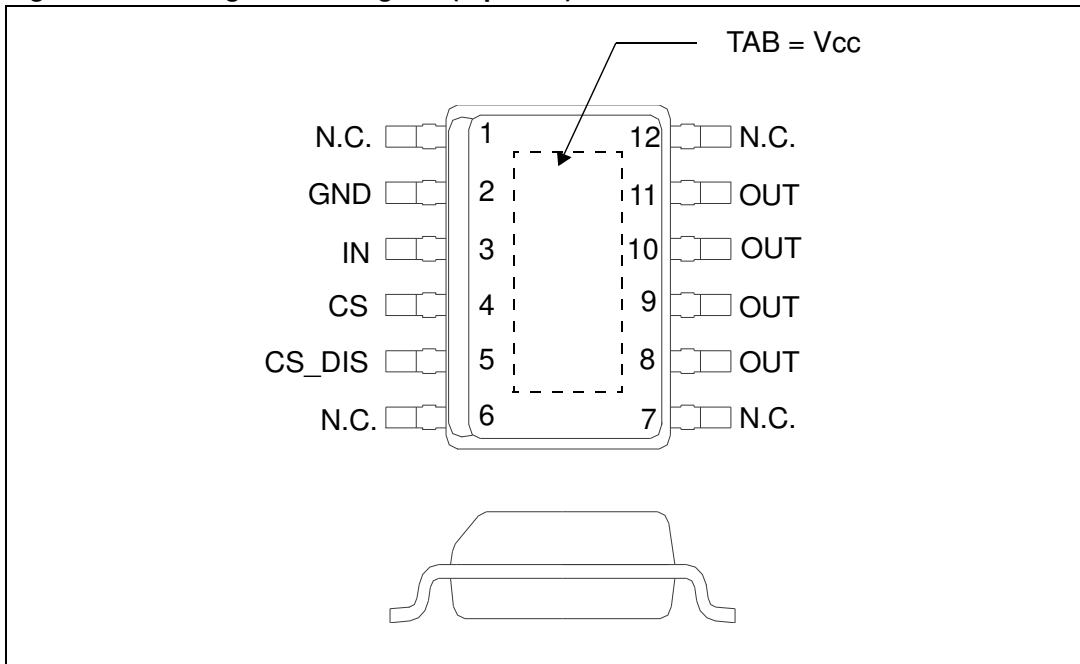 TAB = Vcc
N.C. 1 12 N.C.
GND 2 11 OUT
IN 3 10 OUT
CS 4 9 OUT
CS_DIS 5 8 OUT
N.C. 6 7 N.C.